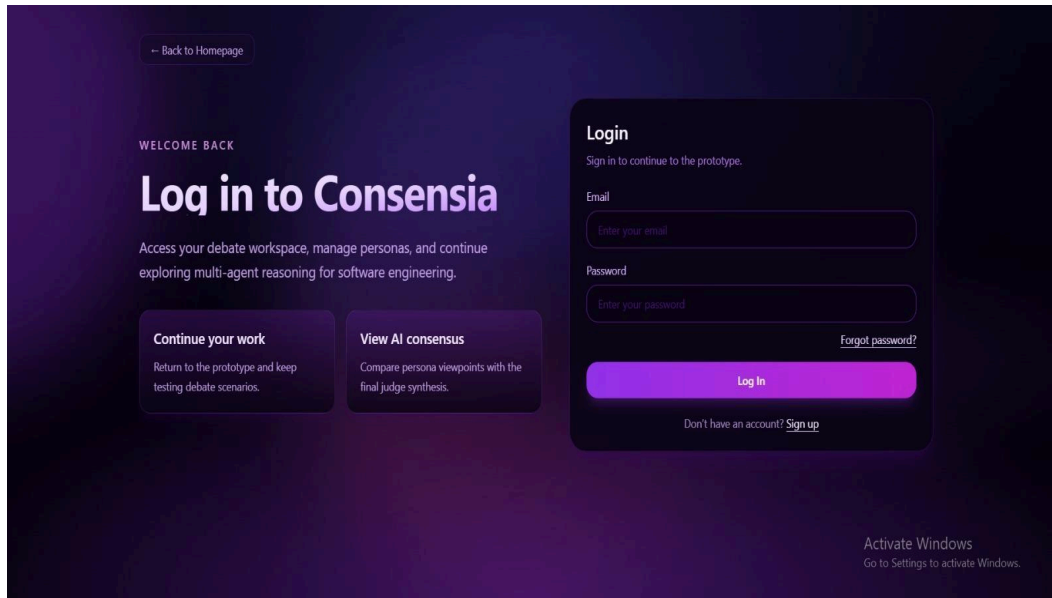 ← Back to Homepage
WELCOME BACK
Log in to Consensia
Access your debate workspace, manage personas, and continue
exploring multi-agent reasoning for software engineering.
Continue your work
Return to the prototype and keep
testing debate scenarios.
View AI consensus
Compare persona viewpoints with the
final judge synthesis.
Login
Sign in to continue to the prototype.
Email
Enter your email
Password
Enter your password
Forgot password?
Log In
Don't have an account? Sign up
Activate Windows
Go to Settings to activate Windows.